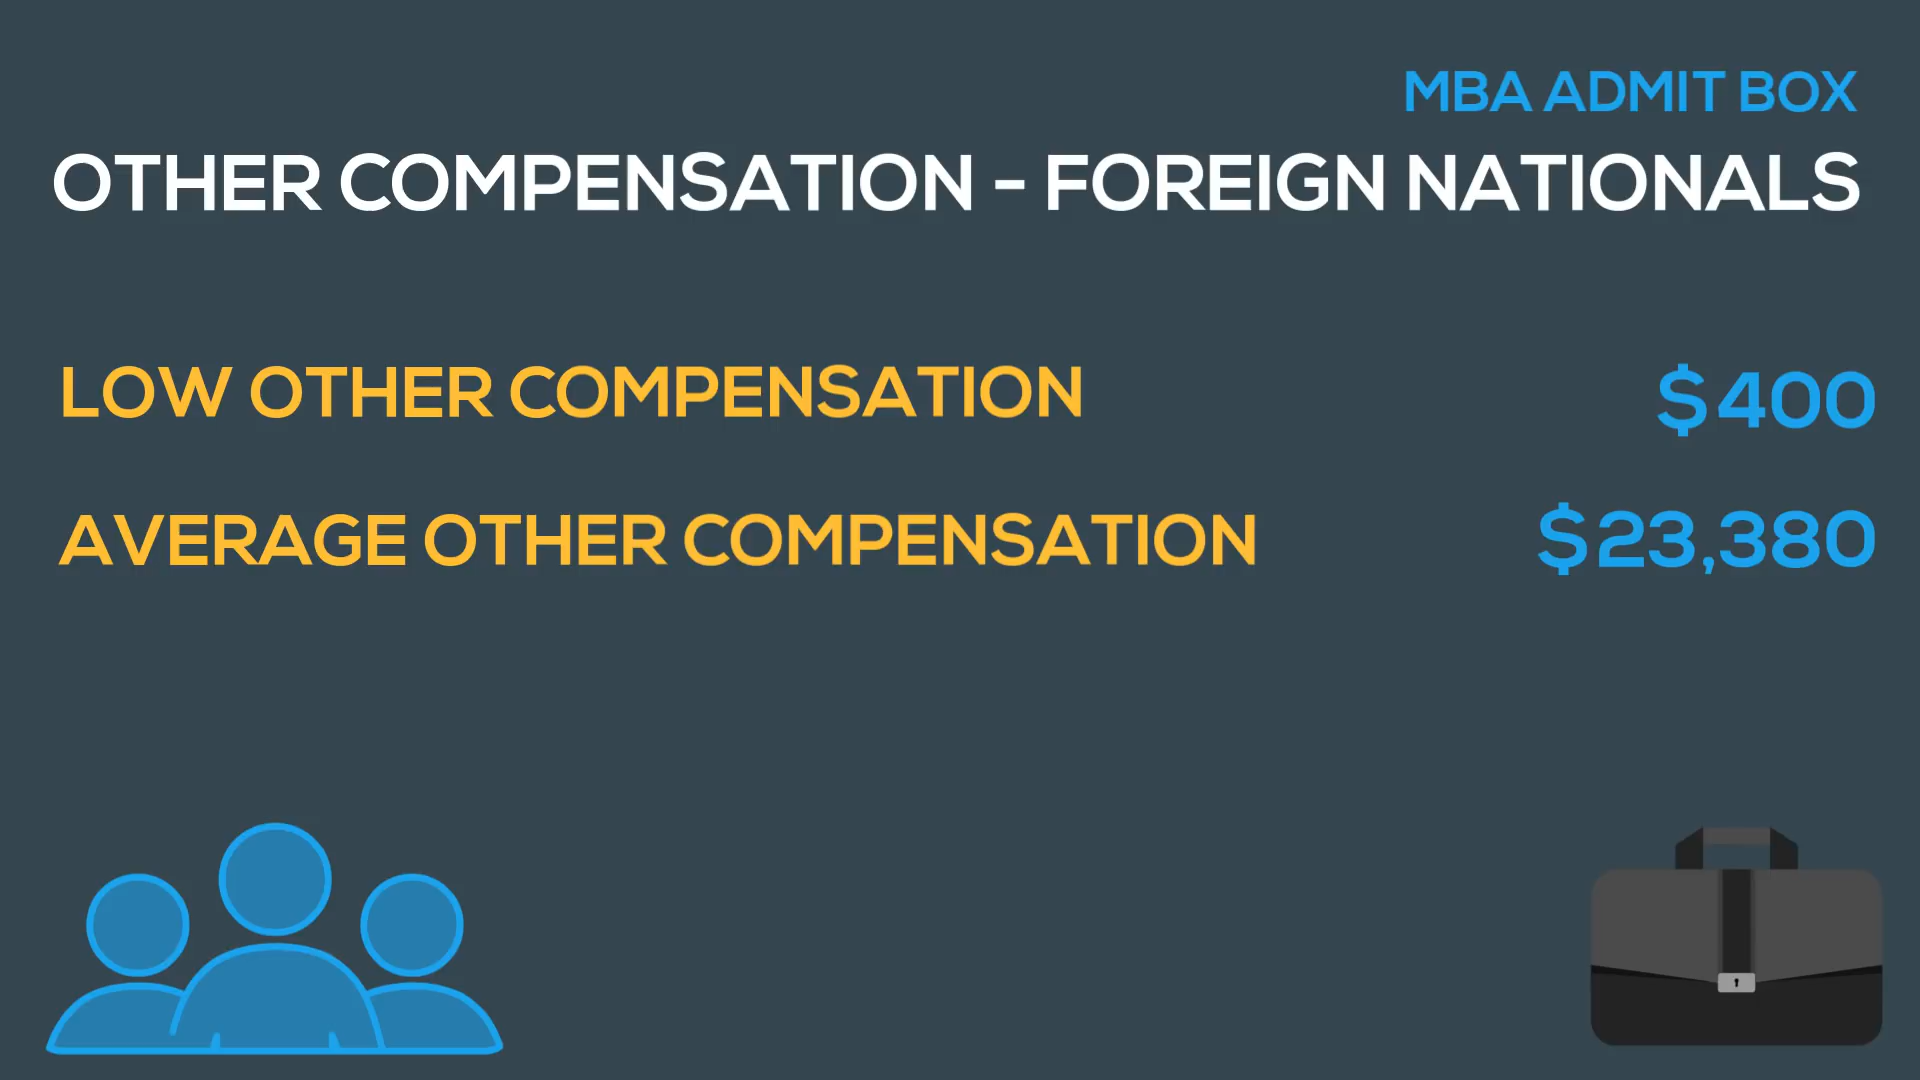 MBA ADMIT BOX
OTHER COMPENSATION - FOREIGN NATIONALS
LOW OTHER COMPENSATION $400
AVERAGE OTHER COMPENSATION $23,380